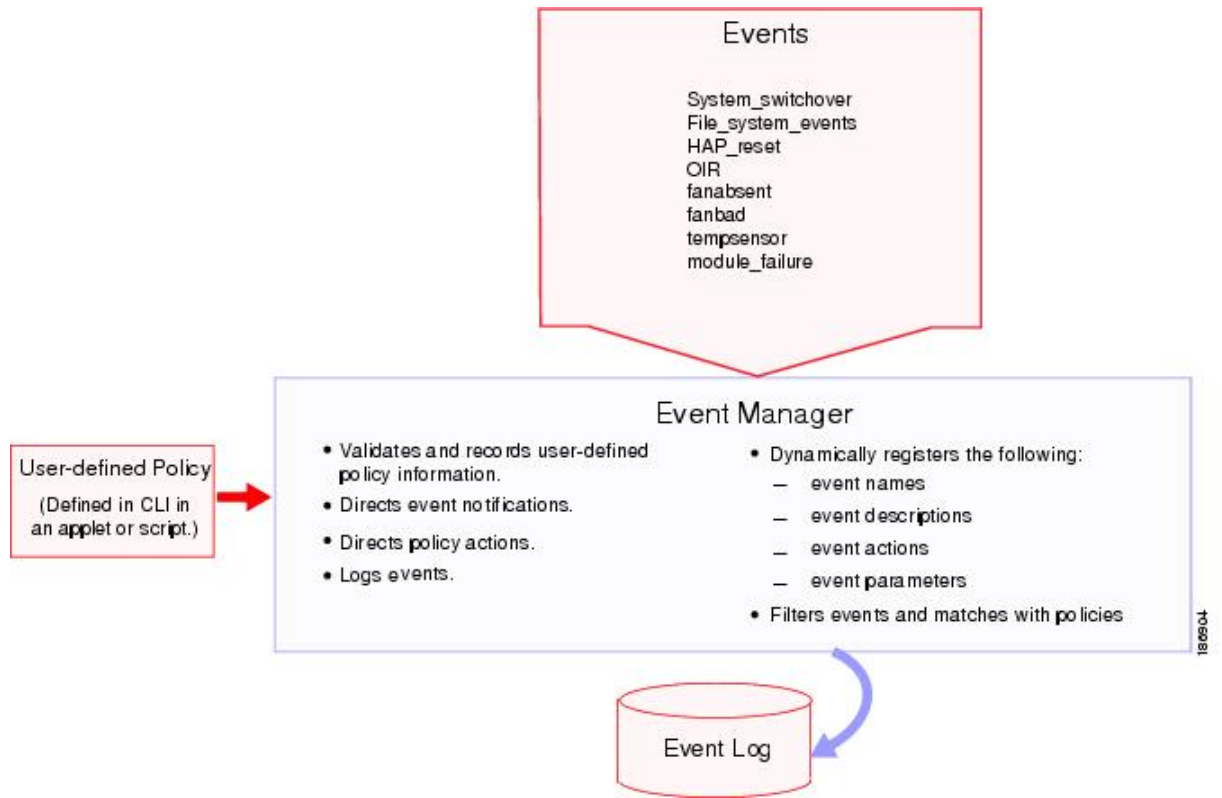 Events
System_switchover
File_system_events
HAP_reset
OIR
fanabsent
fanbad
tempsensor
module_failure
Event Manager
User-defined Policy
(Defined in CLI in
an applet or script.)
• Validates and records user-defined
policy information.
• Directs event notifications.
• Directs policy actions.
• Logs events.
• Dynamically registers the following:
— event names
— event descriptions
— event actions
— event parameters
• Filters events and matches with policies
186904
Event Log